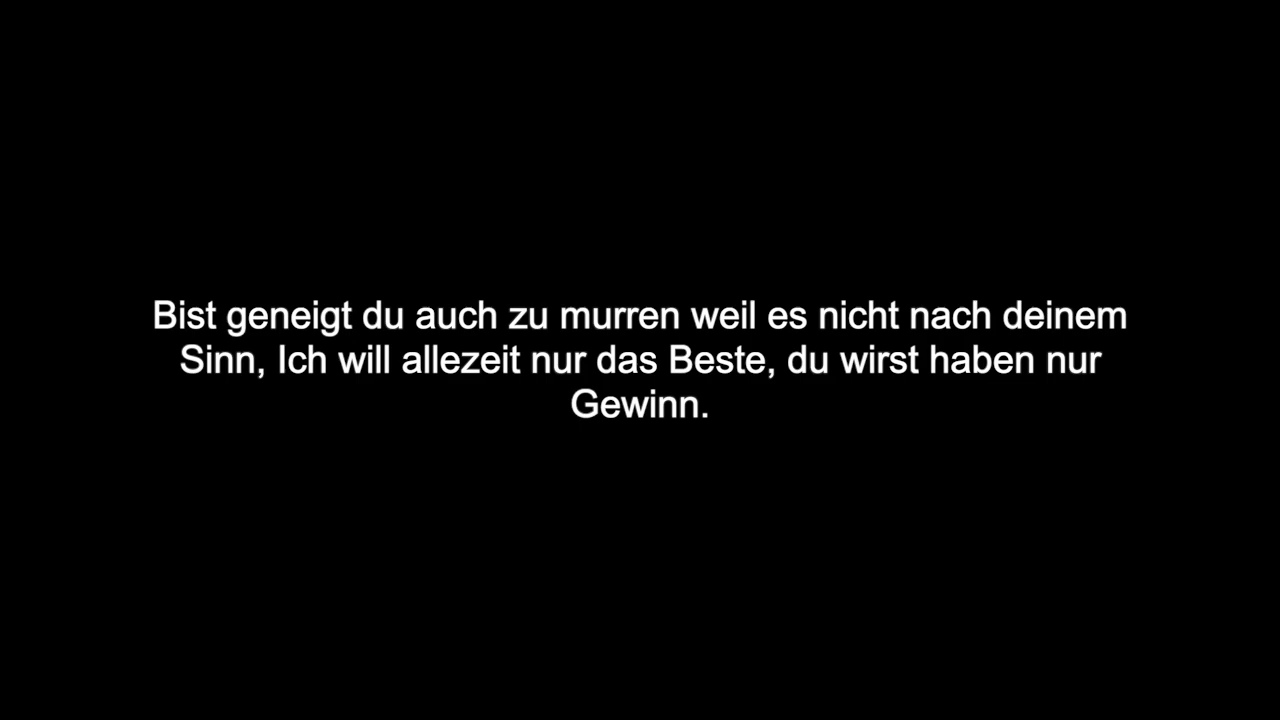 Bist geneigt du auch zu murren weil es nicht nach deinem
Sinn, Ich will allezeit nur das Beste, du wirst haben nur
Gewinn.